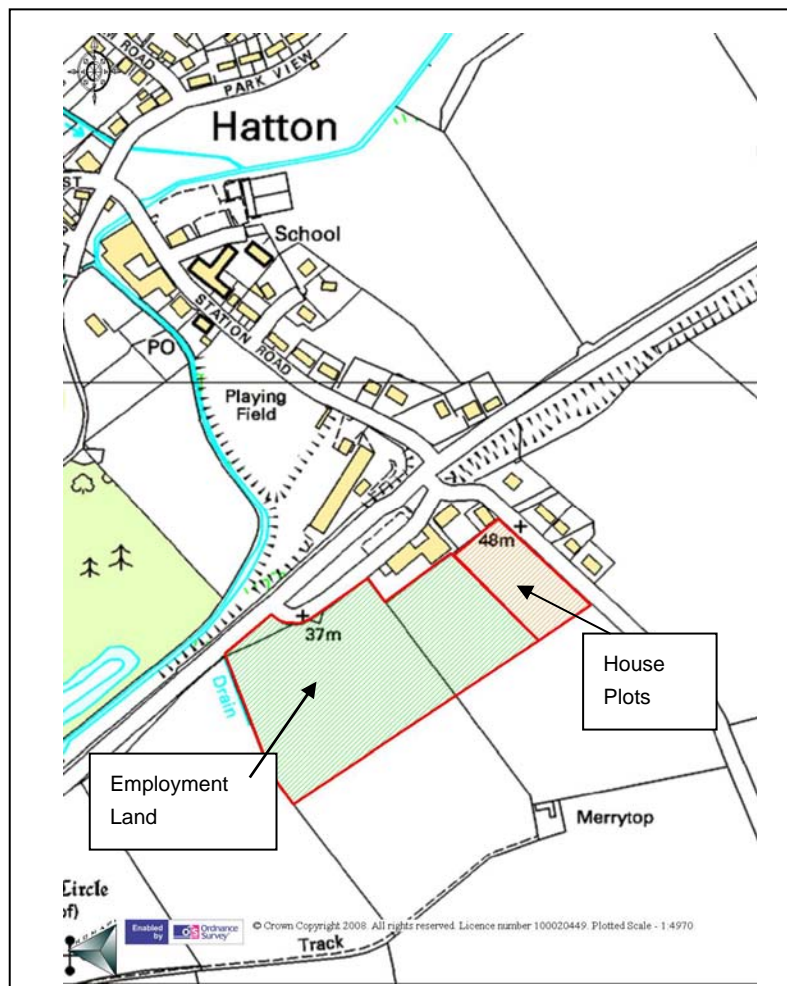 ROAD
PARK VIEW
Hatton
ST
School
STATION ROAD
PO
Playing
Field
48m
37m
House
Plots
Drain
Employment
Land
Merrytop
Circle
of)
Enabled
by
OS Ordnance
Survey
© Crown Copyright 2008. All rights reserved. Licence number 100020449. Plotted Scale - 1:4970
Track